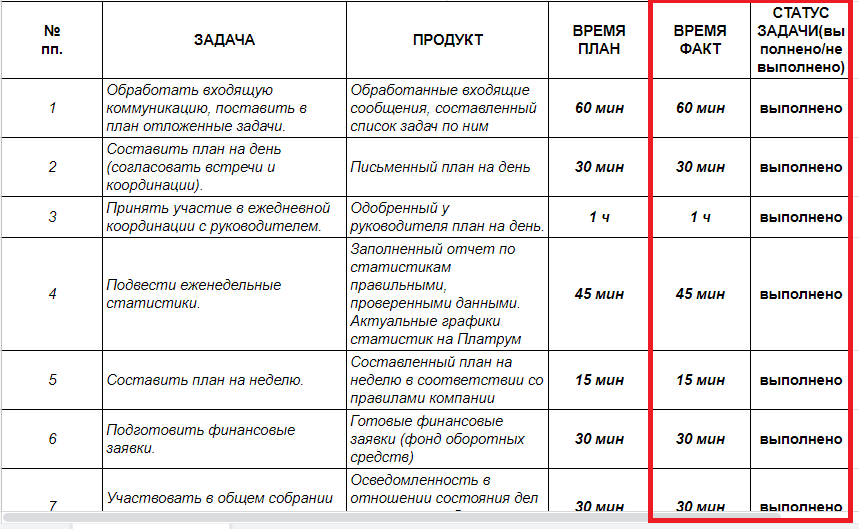 №
пп.
ЗАДАЧА
ПРОДУКТ
ВРЕМЯ
ПЛАН
ВРЕМЯ
ФАКТ
СТАТУС
ЗАДАЧИ(вы
полнено/не
выполнено)
1
Обработать входящую
коммуникацию, поставить в
план отложенные задачи.
Обработанные входящие
сообщения, составленный
список задач по ним
60 мин
60 мин
выполнено
2
Составить план на день
(согласовать встречи и
координации).
Письменный план на день
30 мин
30 мин
выполнено
3
Принять участие в ежедневной
координации с руководителем.
Одобренный у
руководителя план на день.
1 ч
1 ч
выполнено
4
Подвести еженедельные
статистики.
Заполненный отчет по
статистикам
правильными,
проверенными данными.
Актуальные графики
статистик на Платрум
45 мин
45 мин
выполнено
5
Составить план на неделю.
Составленный план на
неделю в соответствии со
правилами компании
15 мин
15 мин
выполнено
6
Подготовить финансовые
заявки.
Готовые финансовые
заявки (фонд оборотных
средств)
30 мин
30 мин
выполнено
7
Участвовать в общем собрании
Осведомленность в
отношении состояния дел
30 мин
30 мин
выполнено